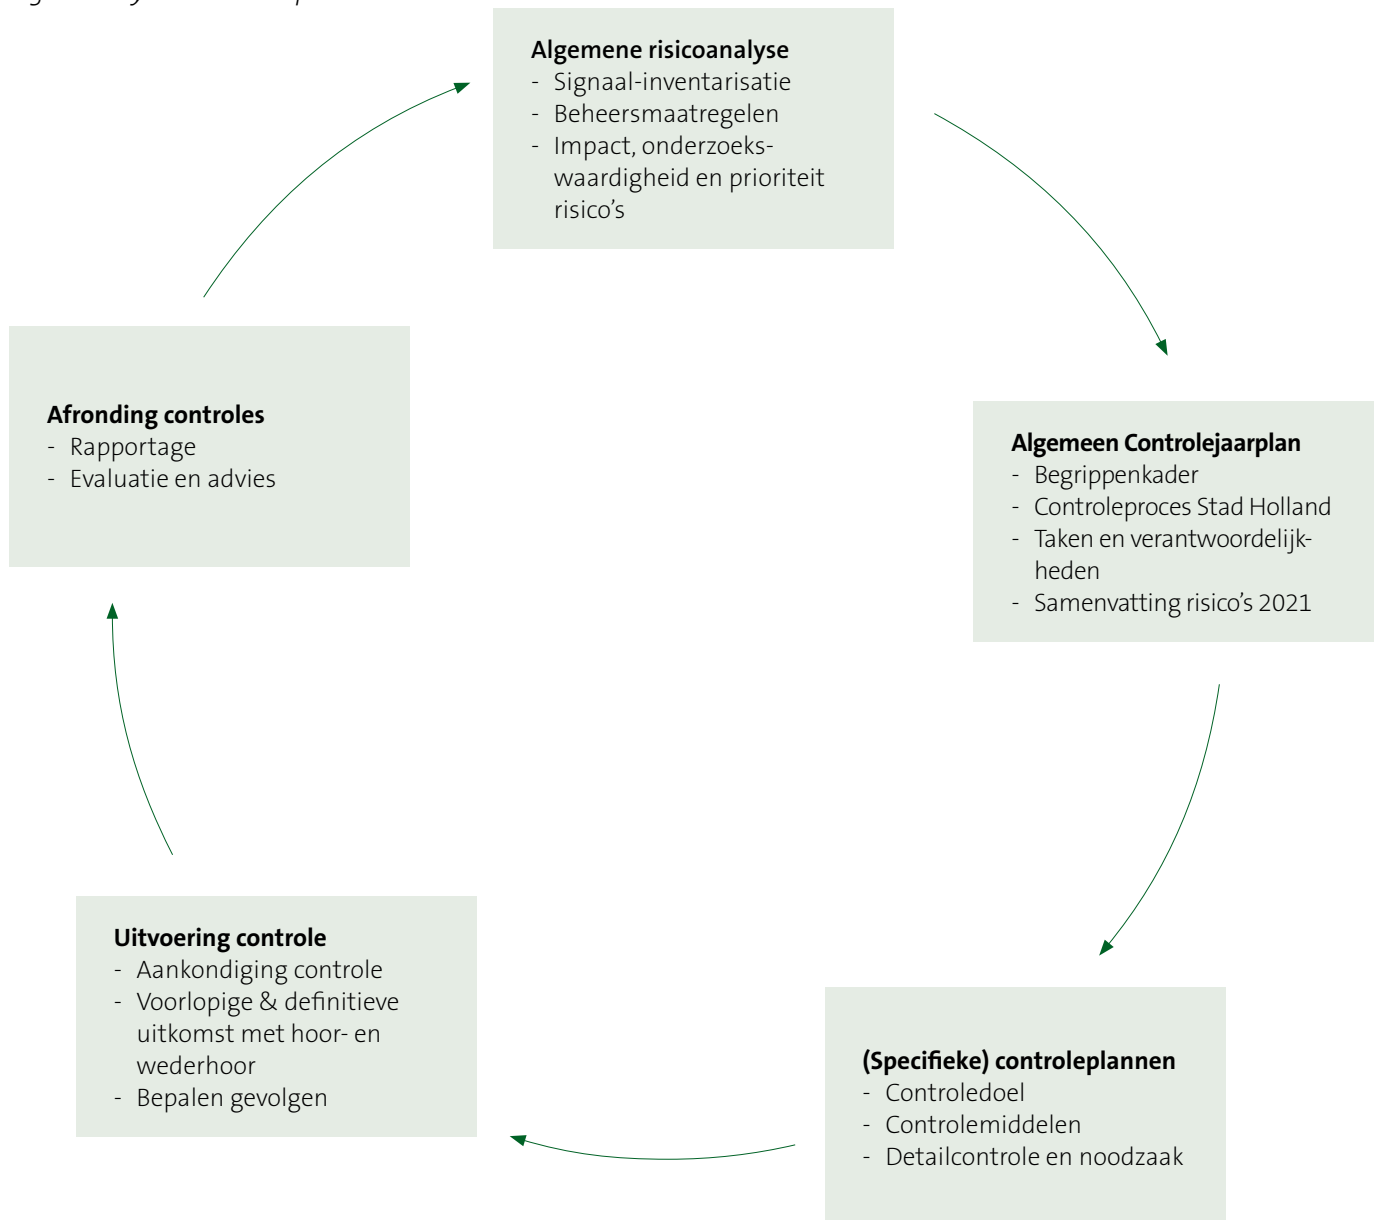 Algemene risicoanalyse
- Signaal-inventarisatie
- Beheersmaatregelen
- Impact, onderzoeks-
waardigheid en prioriteit
risico’s
Algemeen Controlejaarplan
- Begrippenkader
- Controleproces Stad Holland
- Taken en verantwoordelijk-
heden
- Samenvatting risico’s 2021
(Specifieke) controleplannen
- Controledoel
- Controlemiddelen
- Detailcontrole en noodzaak
Uitvoering controle
- Aankondiging controle
- Voorlopige & definitieve
uitkomst met hoor- en
wederhoor
- Bepalen gevolgen
Afronding controles
- Rapportage
- Evaluatie en advies